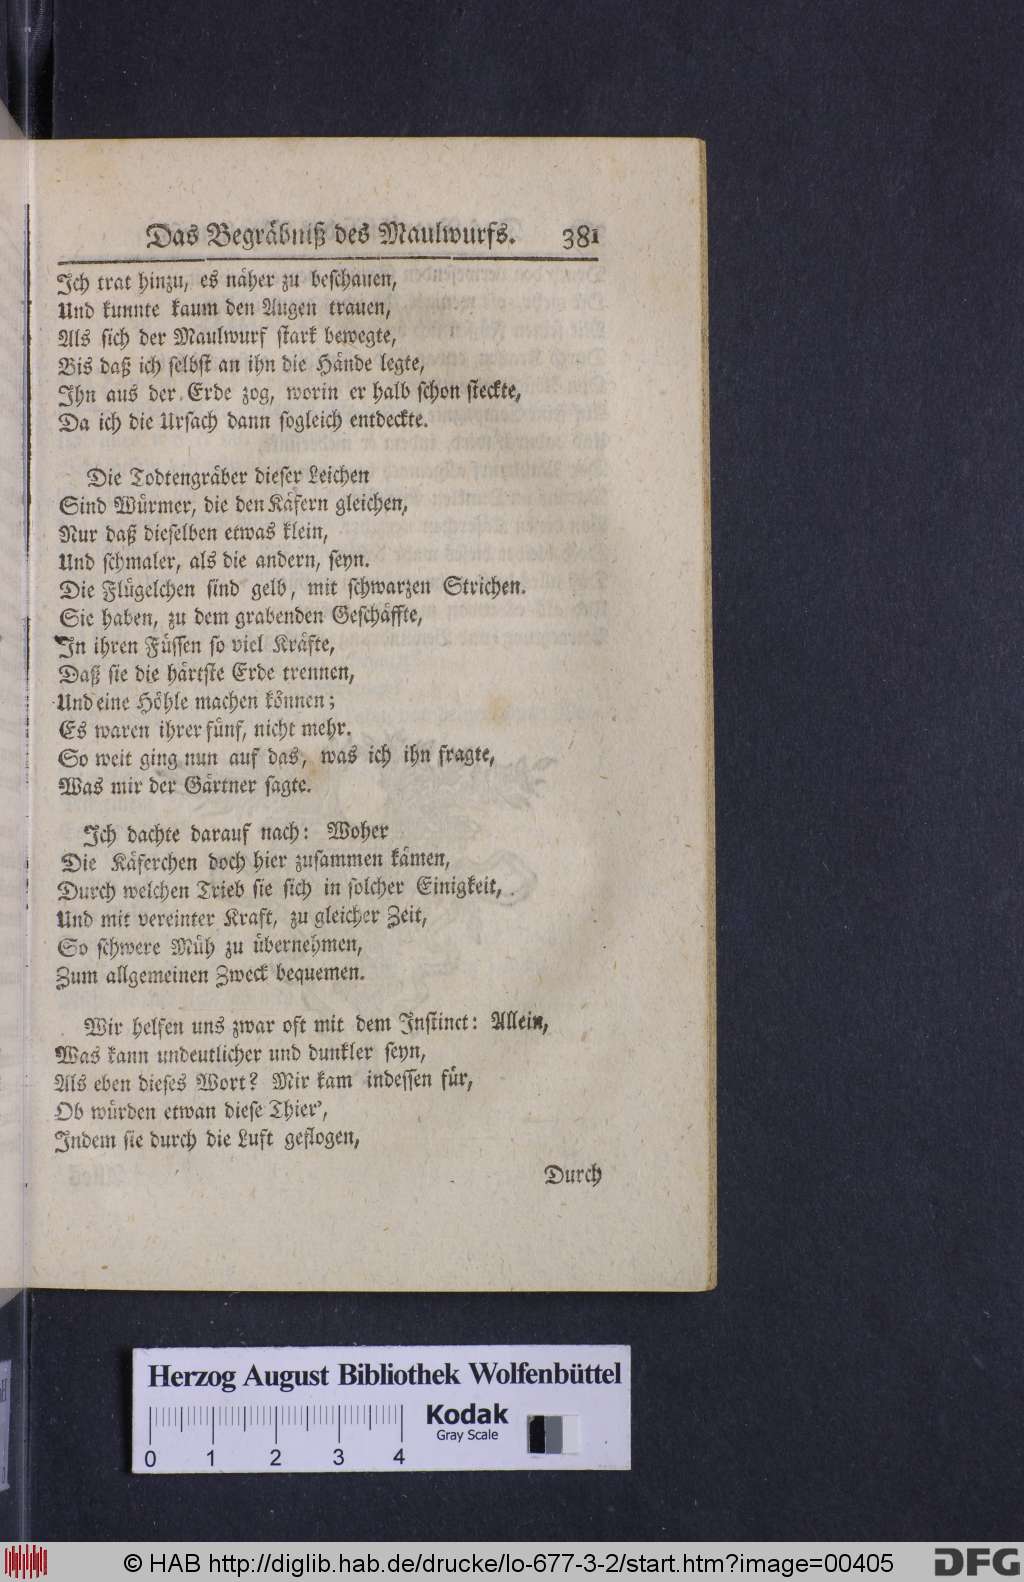 Das Begräbniß des Maulwurfs. 381
Ich trat hinzu, es näher zu beschauen,
Und kunnte kaum den Augen trauen,
Als sich der Maulwurf stark bewegte,
Bis daß ich selbst an ihn die Hände legte,
Ihn aus der Erde zog, worin er halb schon steckte,
Da ich die Ursach dann sogleich entdeckte.
Die Todtengräber dieser Leichen
Sind Würmer, die den Käfern gleichen,
Nur daß dieselben etwas klein,
Und schmaler, als die andern, seyn.
Die Flügelchen sind gelb, mit schwarzen Strichen.
Sie haben, zu dem grabenden Geschäffte,
In ihren Füssen so viel Kräfte,
Daß sie die härtste Erde trennen,
Und eine Höhle machen können;
Es waren ihrer fünf, nicht mehr.
So weit ging nun auf das, was ich ihn fragte,
Was mir der Gärtner sagte.
Ich dachte darauf nach: Woher
Die Käferchen doch hier zusammen kämen,
Durch welchen Trieb sie sich in solcher Einigkeit,
Und mit vereinter Kraft, zu gleicher Zeit,
So schwere Müh zu übernehmen,
Zum allgemeinen Zweck bequemen.
Wir helfen uns zwar oft mit dem Instinct: Allein,
Was kann undeutlicher und dunkler seyn,
Als eben dieses Wort? Mir kam indessen für,
Ob würden etwan diese Thier',
Indem sie durch die Luft geflogen,
Durch
Herzog August Bibliothek Wolfenbüttel
Kodak
Gray Scale
0 1 2 3 4
© HAB http://diglib.hab.de/drucke/lo-677-3-2/start.htm?image=00405
DFG